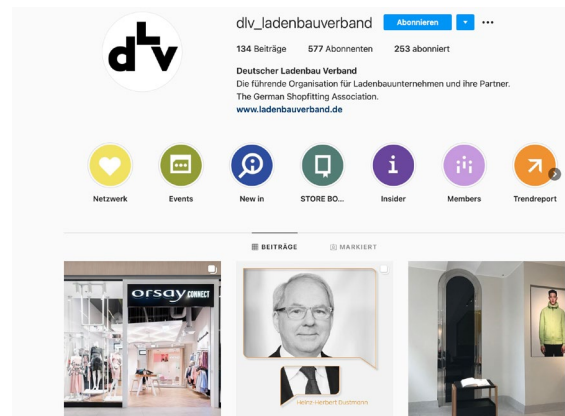 dLv
dlv_ladenbauverband Abonnieren
134 Beiträge 577 Abonnenten 253 abonniert
Deutscher Ladenbau Verband
Die führende Organisation für Ladenbauunternehmen und ihre Partner.
The German Shopfitting Association.
www.ladenbauverband.de
Netzwerk Events New in STORE BO... Insider Members Trendreport
BEITRÄGE MARKIERT
orsay CONNECT
Heinz-Herbert Dustmann